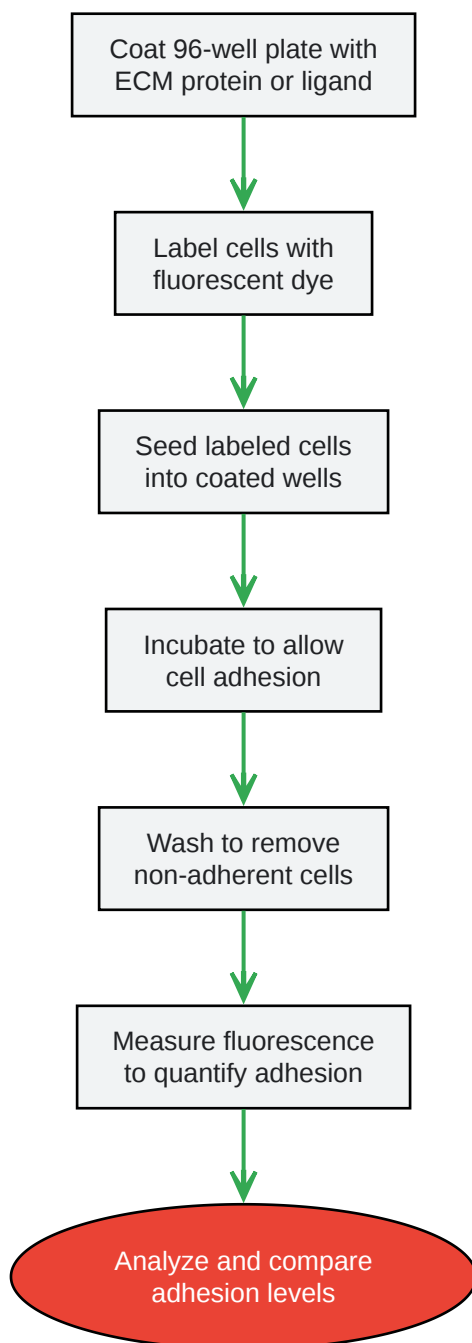 Coat 96-well plate with
ECM protein or ligand
Label cells with
fluorescent dye
Seed labeled cells
into coated wells
Incubate to allow
cell adhesion
Wash to remove
non-adherent cells
Measure fluorescence
to quantify adhesion
Analyze and compare
adhesion levels